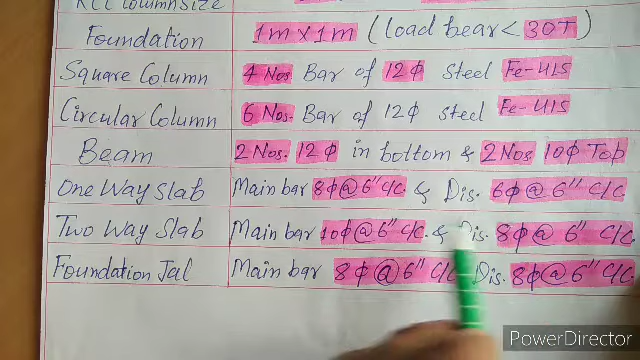 RCC Column Size
Foundation 1m x 1m (Load bear < 30T)
Square Column 4 Nos Bar of 12ϕ Steel Fe-415
Circular Column 6 Nos. Bar of 12ϕ steel Fe-415
Beam 2 Nos. 12ϕ in bottom & 2 Nos 10ϕ Top
One Way Slab Main bar 8ϕ@6" C/C. & Dis. 6ϕ@6" C/C
Two Way Slab Main bar 10ϕ@6" C/C. & Dis. 8ϕ@ 6" C/C.
Foundation Jal Main bar 8ϕ@6" C/C Dis. 8ϕ@6" C/C
PowerDirector